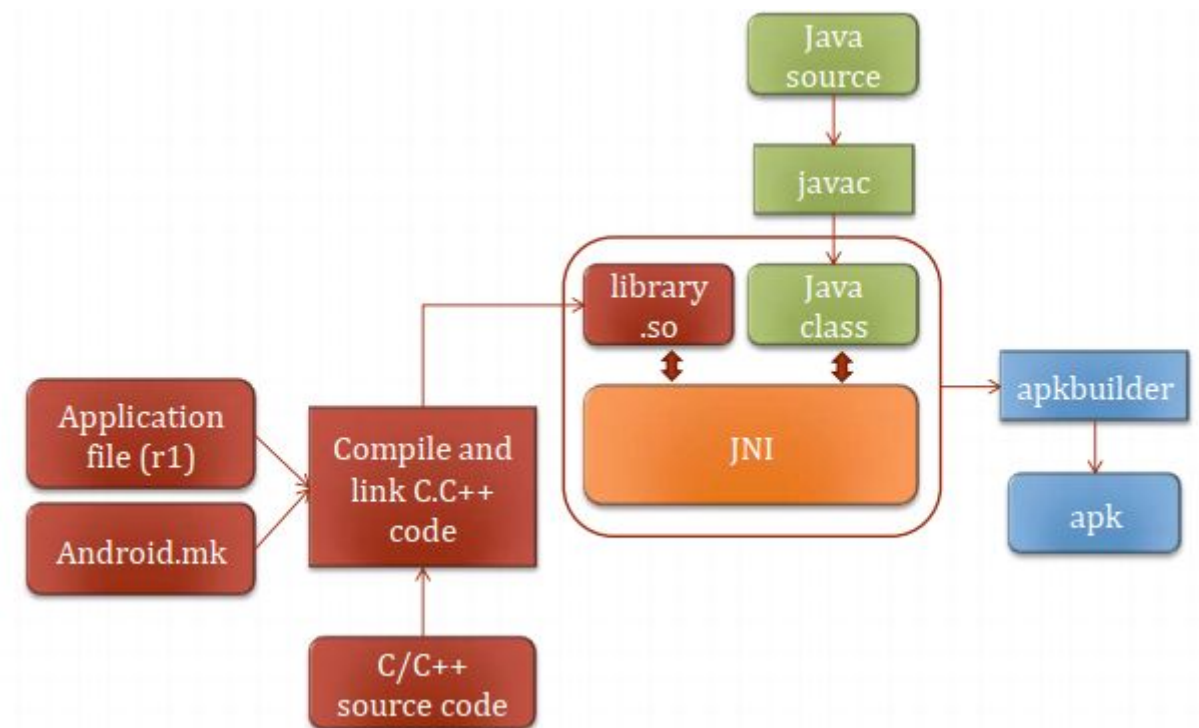 Java
source
javac
library
.so
Java
class
JNI
apkbuilder
apk
Application
file (r1)
Android.mk
Compile and
link C.C++
code
C/C++
source code